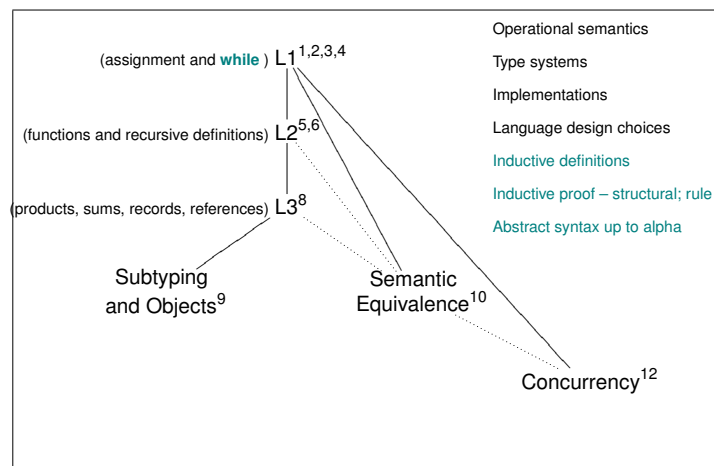 (assignment and while ) L1 1,2,3,4
(functions and recursive definitions) L2 5,6
(products, sums, records, references) L3 8
Subtyping
and Objects 9
Semantic
Equivalence 10
Concurrency 12
Operational semantics
Type systems
Implementations
Language design choices
Inductive definitions
Inductive proof – structural; rule
Abstract syntax up to alpha